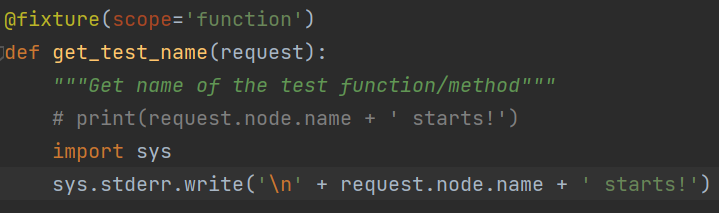 @fixture(scope='function')
def get_test_name(request):
    """Get name of the test function/method"""
    # print(request.node.name + ' starts!')
    import sys
    sys.stderr.write('\n' + request.node.name + ' starts!')